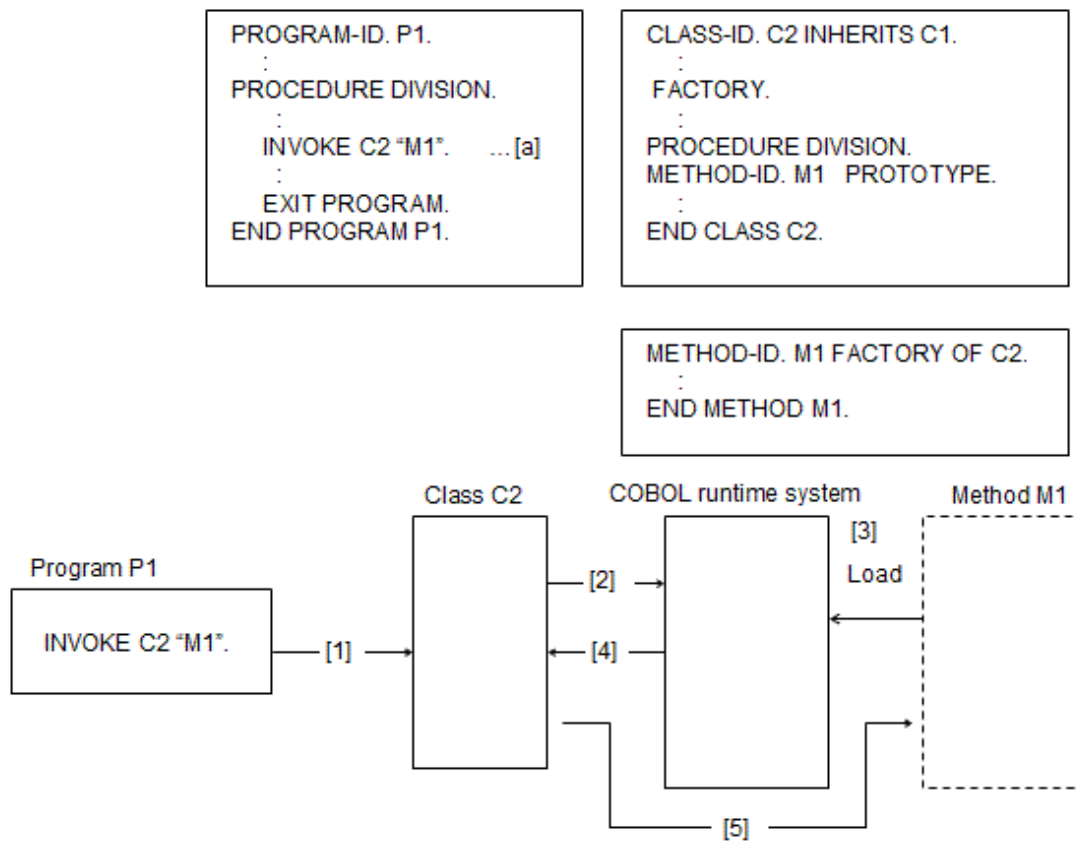 PROGRAM-ID. P1.
:
PROCEDURE DIVISION.
:
INVOKE C2 “M1”. ...[a]
:
EXIT PROGRAM.
END PROGRAM P1.
CLASS-ID. C2 INHERITS C1.
:
FACTORY.
:
PROCEDURE DIVISION.
METHOD-ID. M1 PROTOTYPE.
:
END CLASS C2.
METHOD-ID. M1 FACTORY OF C2.
:
END METHOD M1.
Class C2
COBOL runtime system
Method M1
Program P1
INVOKE C2 “M1”.
[1]
[2]
[3]
Load
[4]
[5]